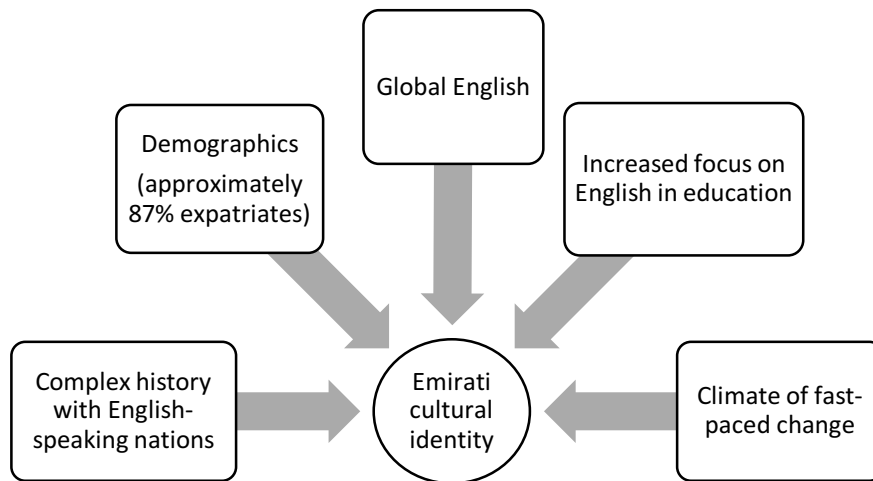 Global English
Demographics
(approximately
87% expatriates)
Increased focus on
English in education
Complex history
with English-
speaking nations
Emirati
cultural
identity
Climate of fast-
paced change